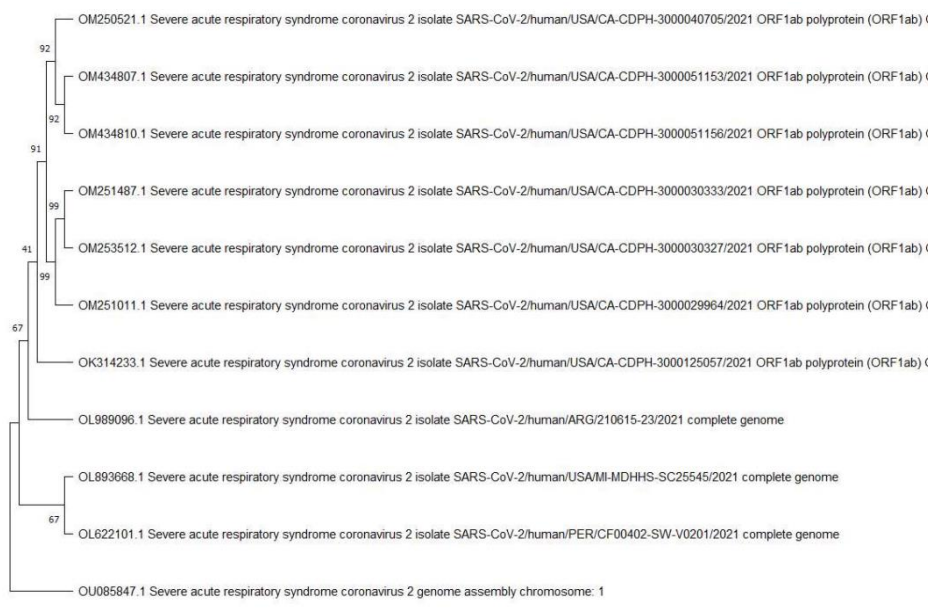 OM250521.1 Severe acute respiratory syndrome coronavirus 2 isolate SARS-CoV-2/human/USA/CA-CDPH-3000040705/2021 ORF1ab polyprotein (ORF1ab)
92
OM434807.1 Severe acute respiratory syndrome coronavirus 2 isolate SARS-CoV-2/human/USA/CA-CDPH-3000051153/2021 ORF1ab polyprotein (ORF1ab)
92
OM434810.1 Severe acute respiratory syndrome coronavirus 2 isolate SARS-CoV-2/human/USA/CA-CDPH-3000051156/2021 ORF1ab polyprotein (ORF1ab)
91
OM251487.1 Severe acute respiratory syndrome coronavirus 2 isolate SARS-CoV-2/human/USA/CA-CDPH-3000030333/2021 ORF1ab polyprotein (ORF1ab)
99
OM253512.1 Severe acute respiratory syndrome coronavirus 2 isolate SARS-CoV-2/human/USA/CA-CDPH-3000030327/2021 ORF1ab polyprotein (ORF1ab)
41
99
OM251011.1 Severe acute respiratory syndrome coronavirus 2 isolate SARS-CoV-2/human/USA/CA-CDPH-3000029964/2021 ORF1ab polyprotein (ORF1ab)
67
OK314233.1 Severe acute respiratory syndrome coronavirus 2 isolate SARS-CoV-2/human/USA/CA-CDPH-3000125057/2021 ORF1ab polyprotein (ORF1ab)
OL989096.1 Severe acute respiratory syndrome coronavirus 2 isolate SARS-CoV-2/human/ARG/210615-23/2021 complete genome
OL893668.1 Severe acute respiratory syndrome coronavirus 2 isolate SARS-CoV-2/human/USA/MI-MDHHS-SC25545/2021 complete genome
67
OL622101.1 Severe acute respiratory syndrome coronavirus 2 isolate SARS-CoV-2/human/PER/CF00402-SW-V0201/2021 complete genome
OU085847.1 Severe acute respiratory syndrome coronavirus 2 genome assembly chromosome: 1